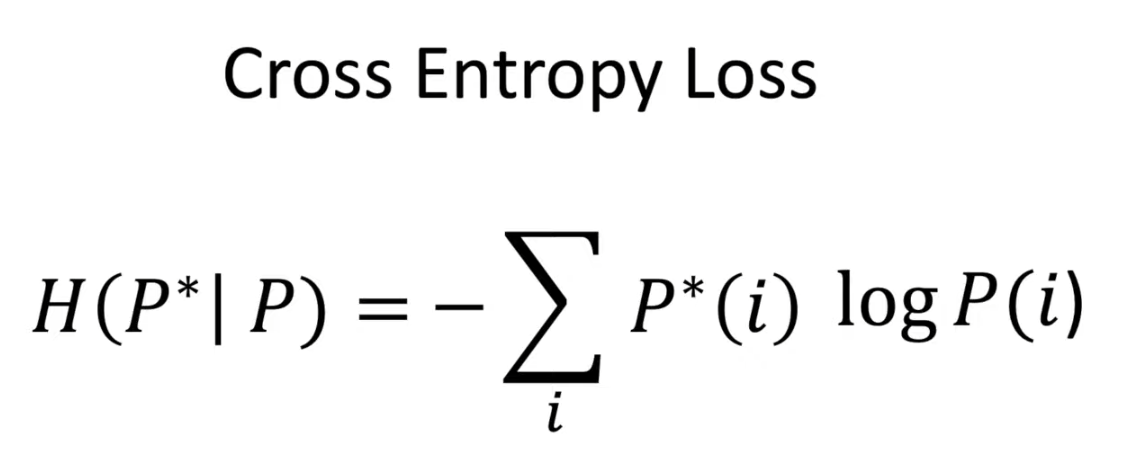 Cross Entropy Loss
H(P*| P) = − ∑ P*(i) log P(i)
i